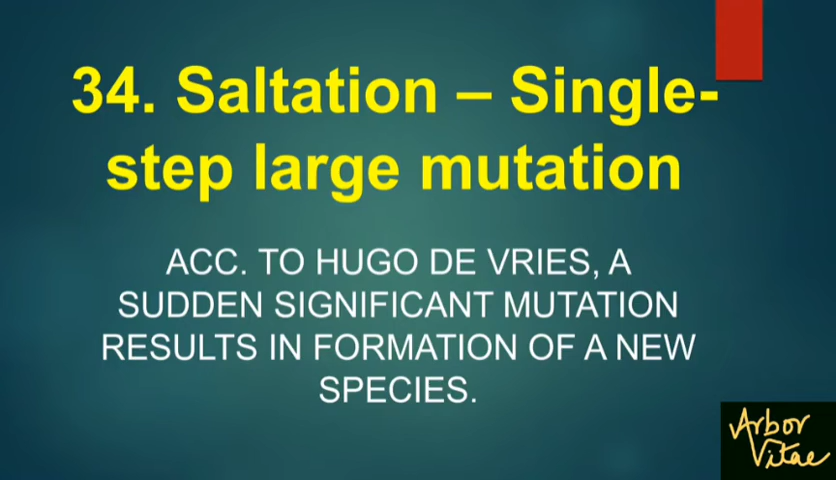 34. Saltation – Single-
step large mutation
ACC. TO HUGO DE VRIES, A
SUDDEN SIGNIFICANT MUTATION
RESULTS IN FORMATION OF A NEW
SPECIES.
Arbor
Vitae